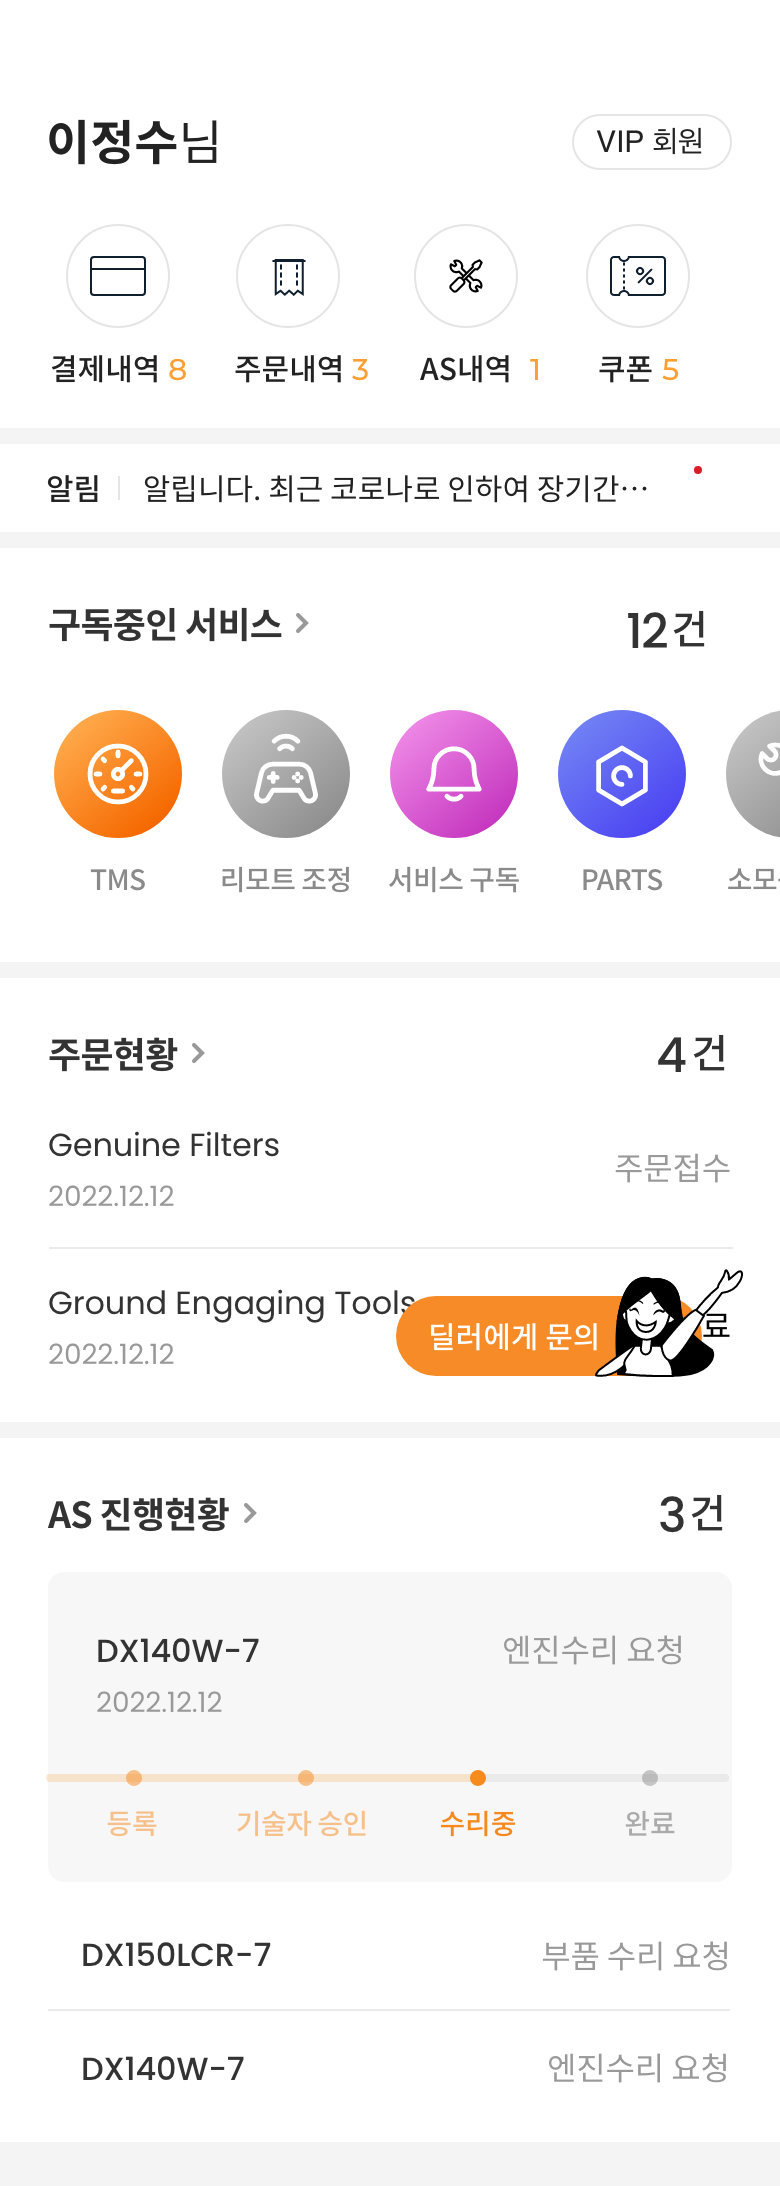 이정수님
VIP 회원
결제내역 8
주문내역 3
AS내역 1
쿠폰 5
알림
알립니다. 최근 코로나로 인하여 장기간…
구독중인 서비스
12건
TMS
리모트 조정
서비스 구독
PARTS
소모
주문현황
4건
Genuine Filters
주문접수
2022.12.12
Ground Engaging Tools
2022.12.12
딜러에게 문의
료
AS 진행현황
3건
DX140W-7
엔진수리 요청
2022.12.12
등록
기술자 승인
수리중
완료
DX150LCR-7
부품 수리 요청
DX140W-7
엔진수리 요청